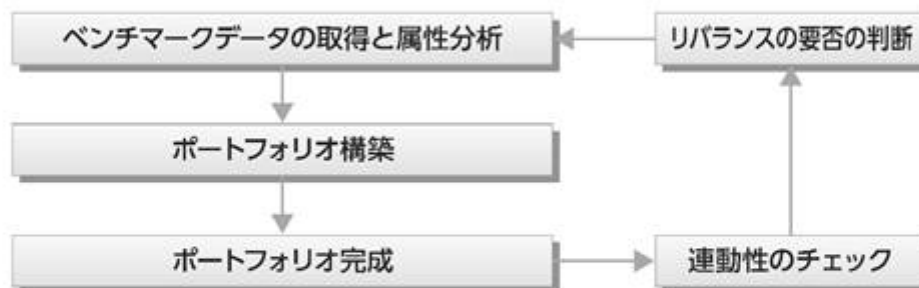 ベンチマークデータの取得と属性分析
リバランスの要否の判断
ポートフォリオ構築
ポートフォリオ完成
連動性のチェック